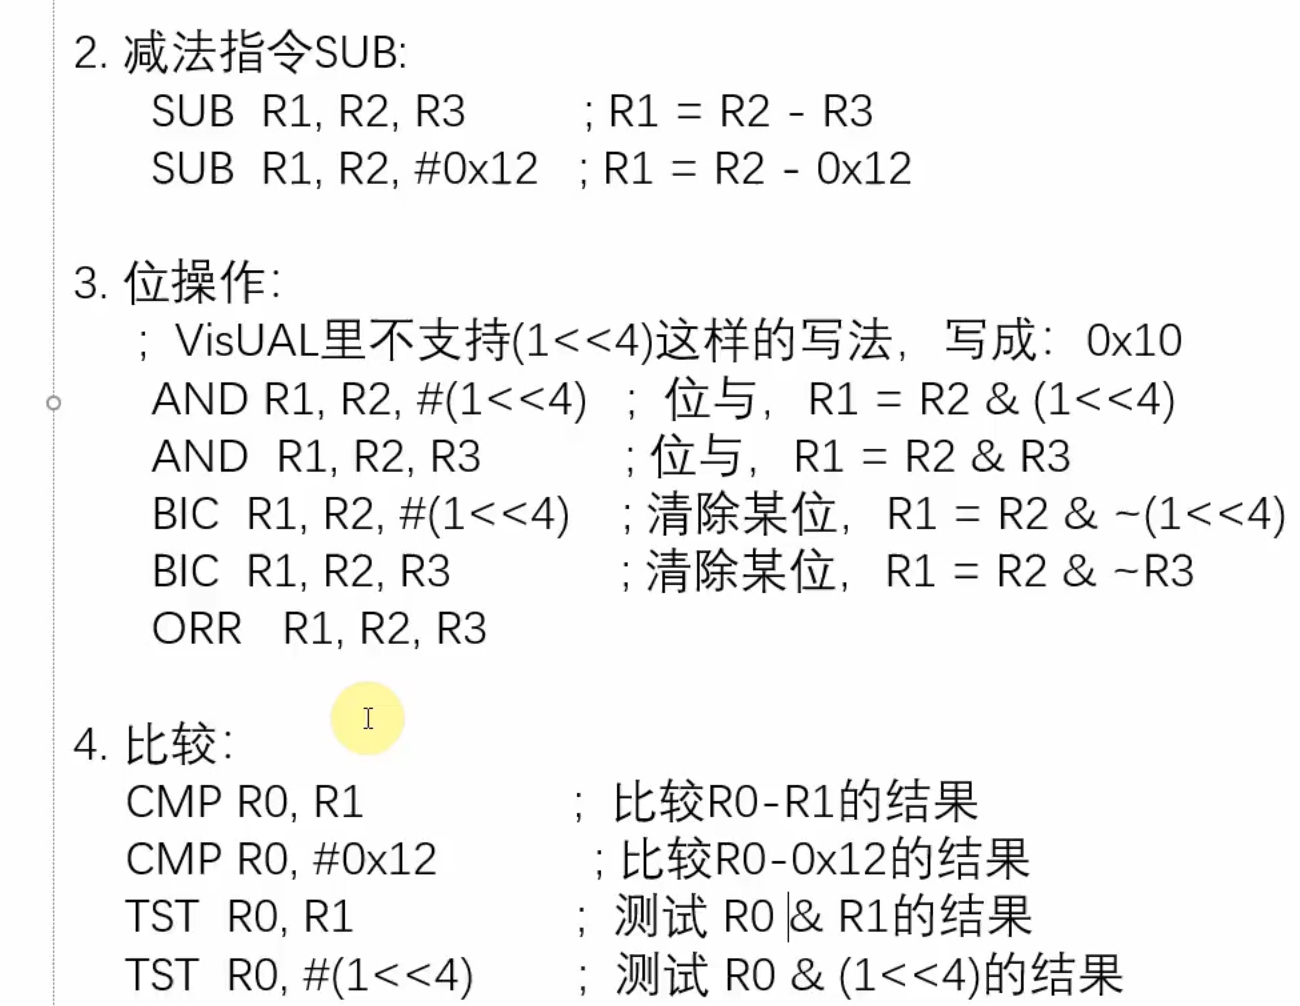 2. 减法指令SUB:
SUB R1, R2, R3 ; R1 = R2 - R3
SUB R1, R2, #0x12 ; R1 = R2 - 0x12
3. 位操作：
; VisUAL里不支持(1<<4)这样的写法，写成：0x10
AND R1, R2, #(1<<4) ; 位与，R1 = R2 & (1<<4)
AND R1, R2, R3 ; 位与，R1 = R2 & R3
BIC R1, R2, #(1<<4) ; 清除某位，R1 = R2 & ~(1<<4)
BIC R1, R2, R3 ; 清除某位，R1 = R2 & ~R3
ORR R1, R2, R3
4. 比较：
CMP R0, R1 ; 比较R0-R1的结果
CMP R0, #0x12 ; 比较R0-0x12的结果
TST R0, R1 ; 测试 R0 & R1的结果
TST R0, #(1<<4) ; 测试 R0 & (1<<4)的结果